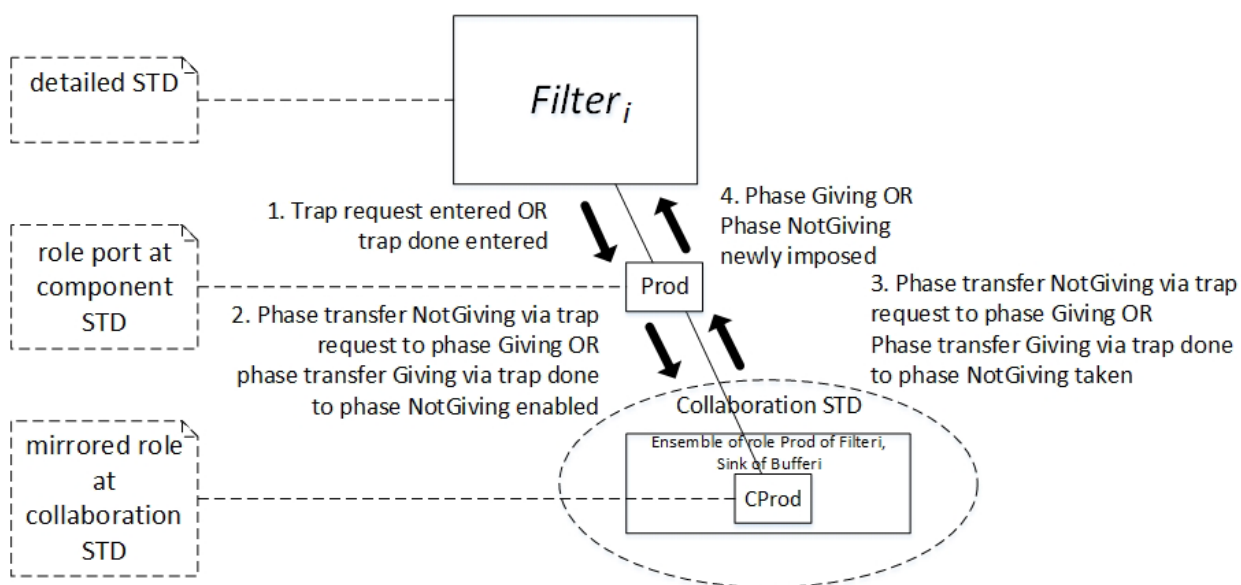 detailed STD
Filter i
1. Trap request entered OR
trap done entered
4. Phase Giving OR
Phase NotGiving
newly imposed
role port at
component
STD
Prod
2. Phase transfer NotGiving via trap
request to phase Giving OR
phase transfer Giving via trap done
to phase NotGiving enabled
3. Phase transfer NotGiving via trap
request to phase Giving OR
Phase transfer Giving via trap done
to phase NotGiving taken
mirrored role
at
collaboration
STD
Collaboration STD
Ensemble of role Prod of Filteri,
Sink of Bufferi
CProd